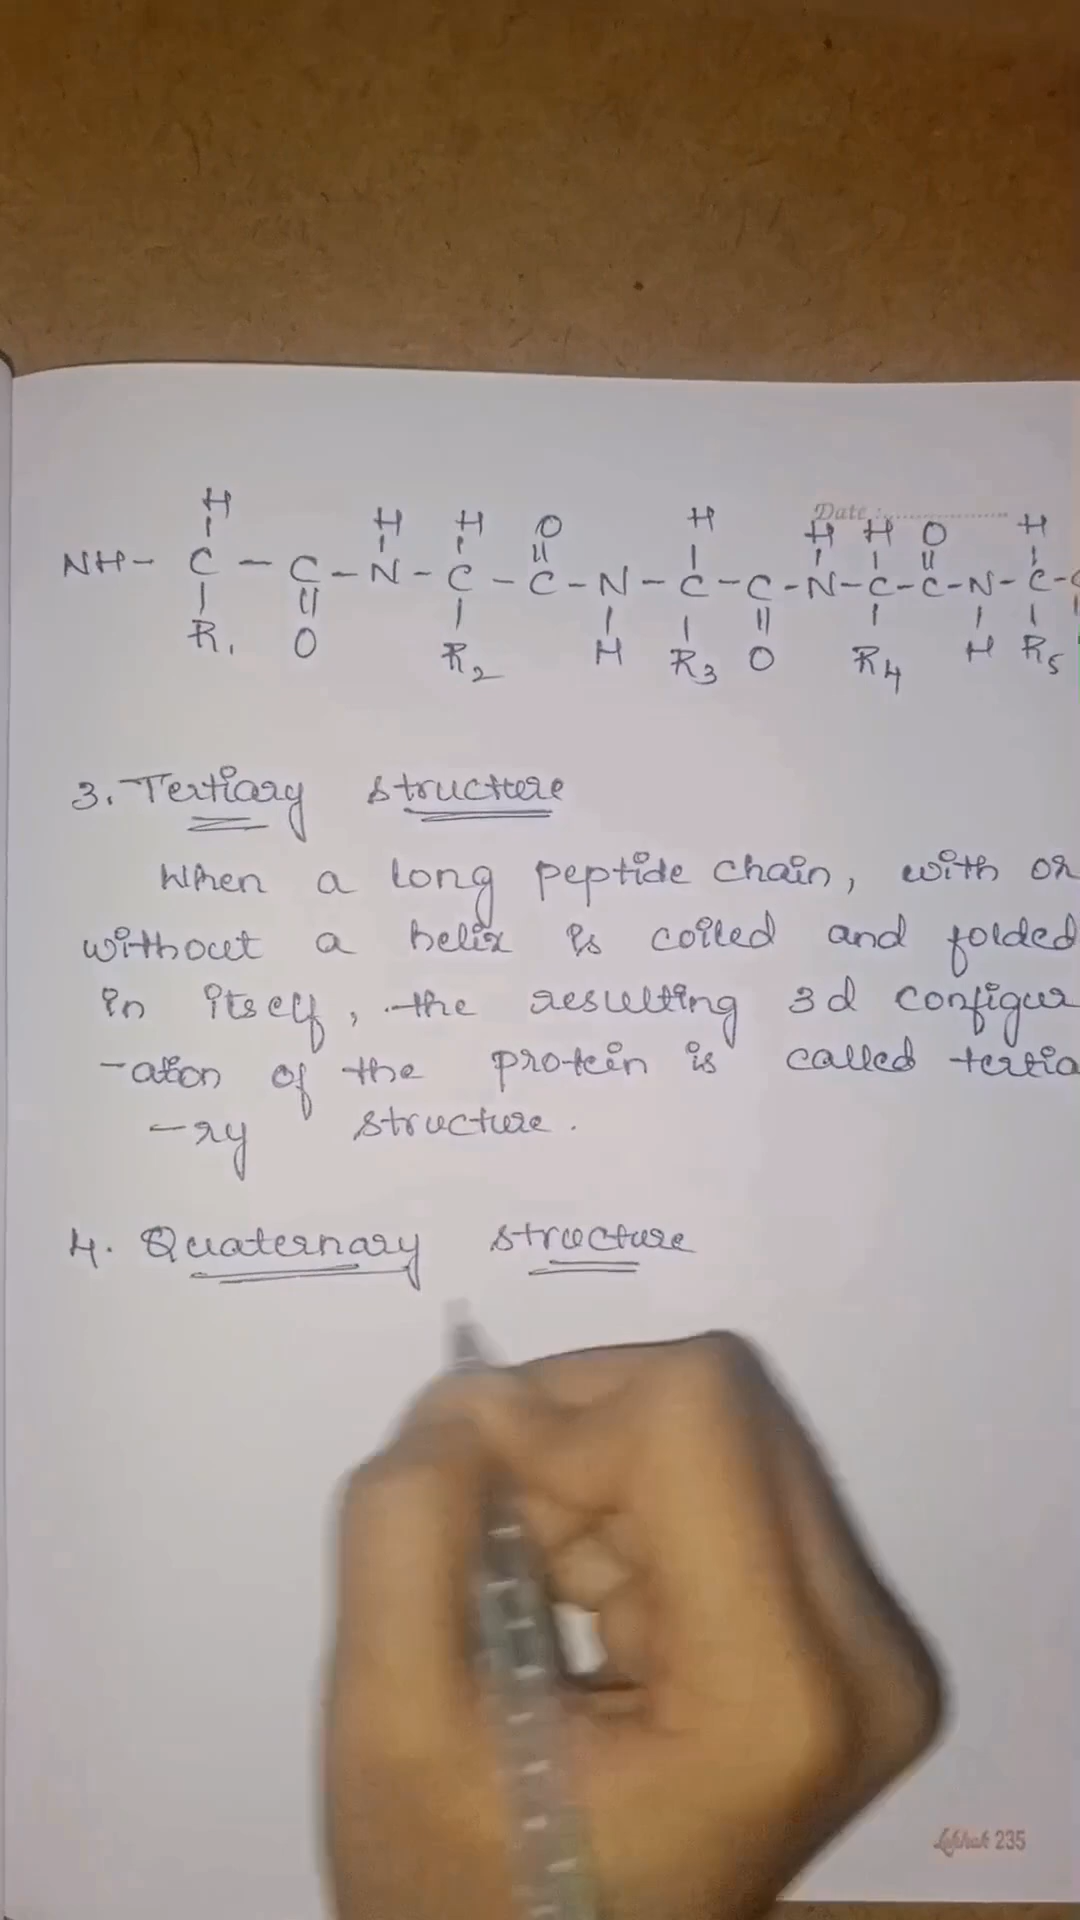 Date :....................
H H H O H H H O H
NH- C - C - N - C - C - N - C - C - N - C - C - N - C -
R1 O R2 H R3 O R4 H R5
3. Tertiary structure
When a long peptide chain, with or
without a helix is coiled and folded
in itself, the resulting 3d configur
-ation of the protein is called tertia
-ry structure.
4. Quaternary structure
Lekhak 235